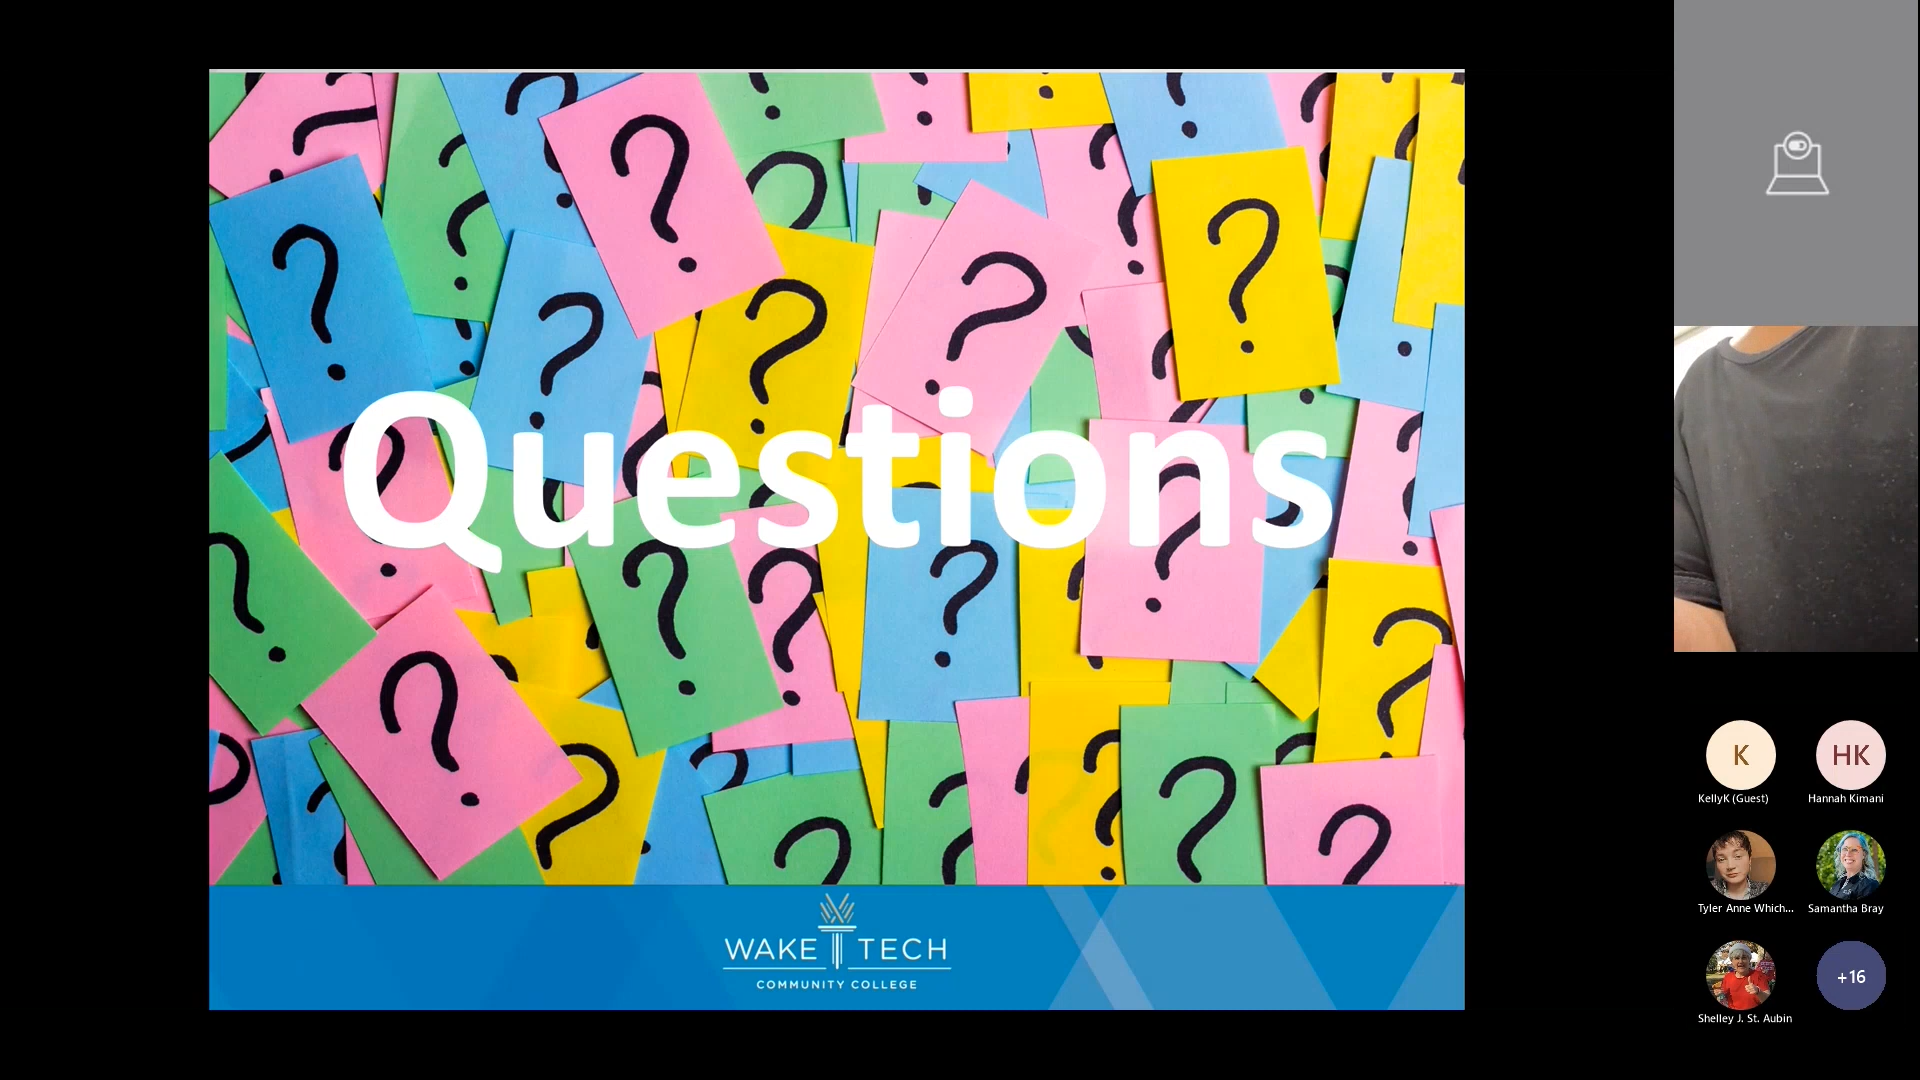 Questions
WAKE TECH
COMMUNITY COLLEGE
K
KellyK (Guest)
HK
Hannah Kimani
Tyler Anne Which...
Samantha Bray
Shelley J. St. Aubin
+16